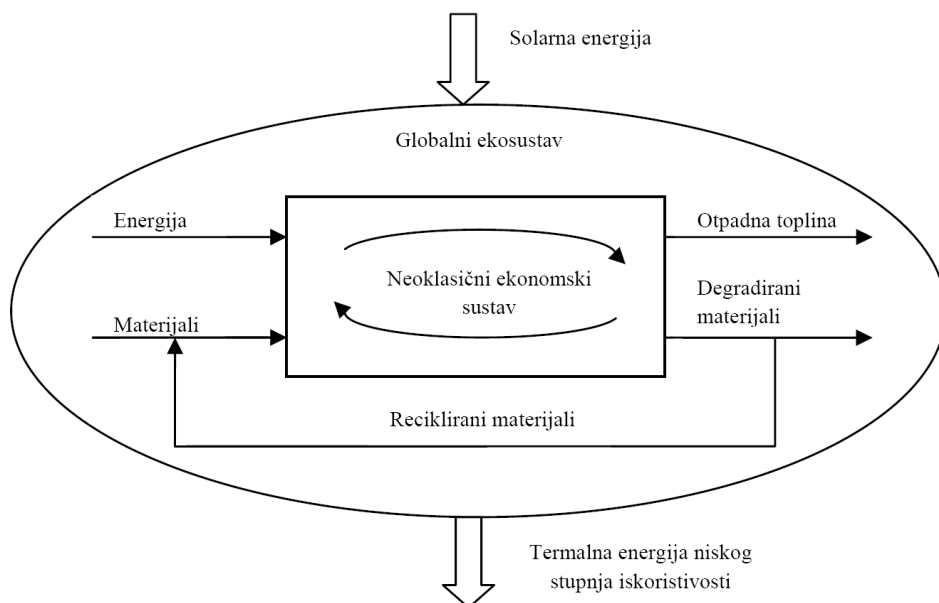 Solarna energija
Globalni ekosustav
Energija
Otpadna toplina
Neoklasični ekonomski
sustav
Degradirani
materijali
Materijali
Reciklirani materijali
Termalna energija niskog
stupnja iskoristivosti